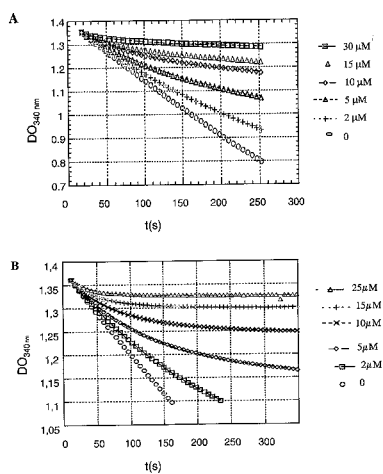 A
1.4
1.3
1.2
1.1
1
0.9
0.8
0.7
DO340 nm
0 50 100 150 200 250 300
t(s)
30 µM
15 µM
10 µM
5 µM
2 µM
0
B
1,4
1,35
1,3
1,25
1,2
1,15
1,1
1,05
DO340 nm
0 50 100 150 200 250 300
t(s)
25µM
15µM
10µM
5µM
2µM
0